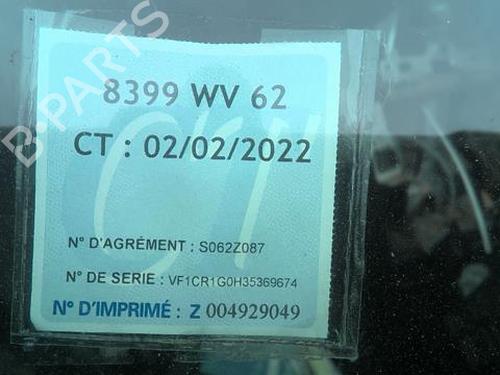 8399 WV 62
CT : 02/02/2022
N° D'AGRÉMENT : S062Z087
N° DE SERIE : VF1CR1G0H35369674
N° D'IMPRIMÉ : Z 004929049
B-PARTS